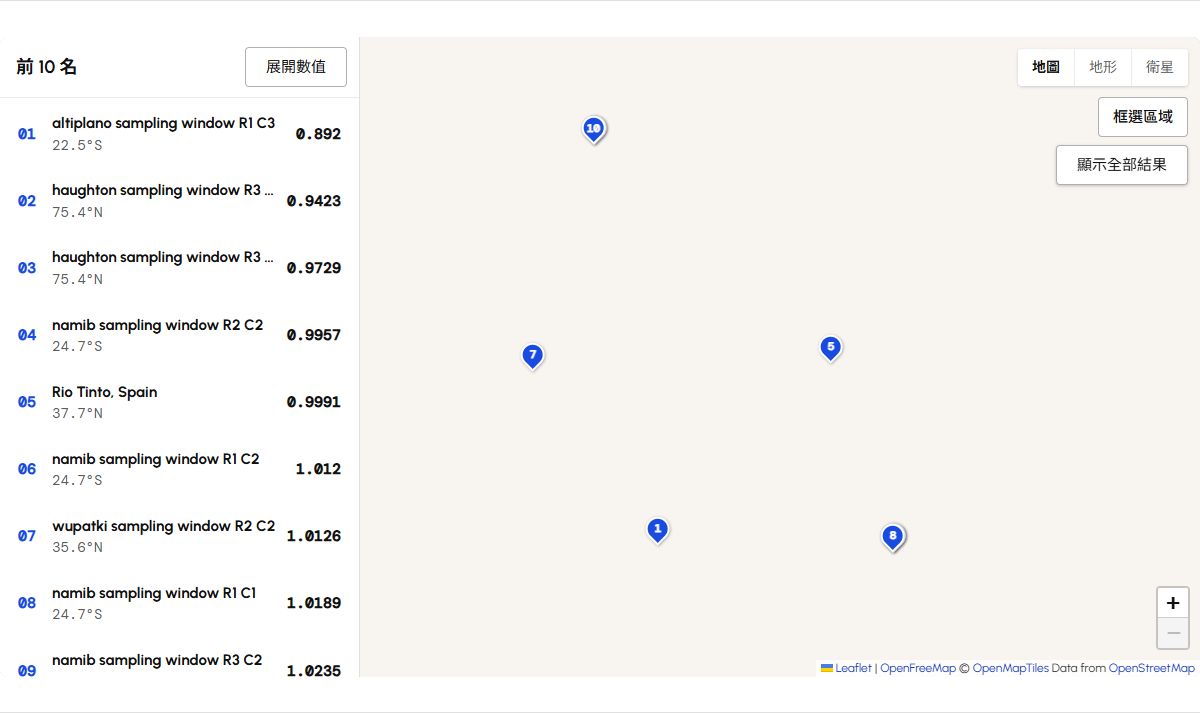 前 10 名
展開數值
01
altiplano sampling window R1 C3
22.5°S
0.892
02
haughton sampling window R3 ...
75.4°N
0.9423
03
haughton sampling window R3 ...
75.4°N
0.9729
04
namib sampling window R2 C2
24.7°S
0.9957
05
Rio Tinto, Spain
37.7°N
0.9991
06
namib sampling window R1 C2
24.7°S
1.012
07
wupatki sampling window R2 C2
35.6°N
1.0126
08
namib sampling window R1 C1
24.7°S
1.0189
09
namib sampling window R3 C2
1.0235
地圖 地形 衛星
框選區域
顯示全部結果
10
7
5
1
8
+
−
Leaflet | OpenFreeMap © OpenMapTiles Data from OpenStreetMap